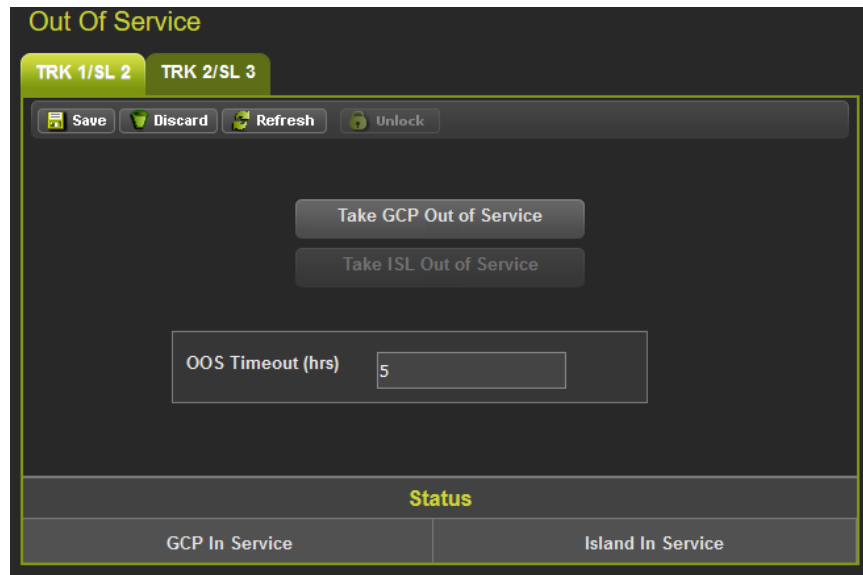 Out Of Service
TRK 1/SL 2 TRK 2/SL 3
Save Discard Refresh Unlock
Take GCP Out of Service
Take ISL Out of Service
OOS Timeout (hrs) 5
Status
GCP In Service Island In Service